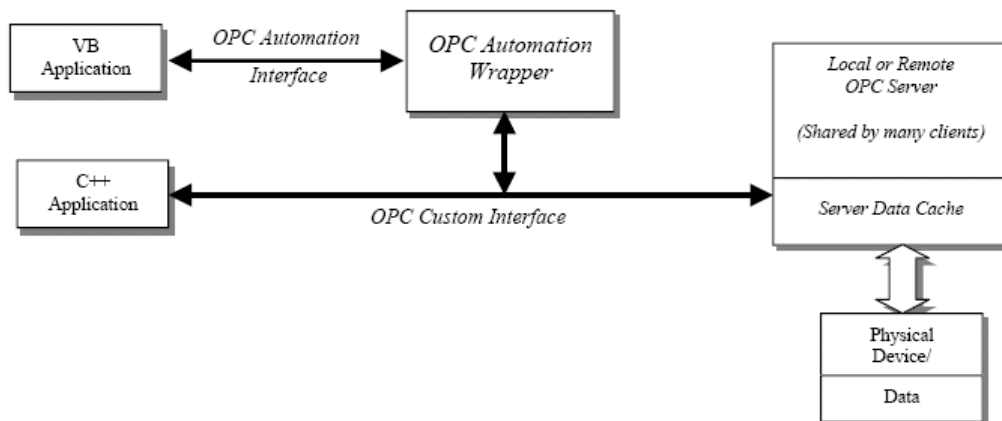 VB
Application
OPC Automation
Interface
OPC Automation
Wrapper
Local or Remote
OPC Server
(Shared by many clients)
C++
Application
OPC Custom Interface
Server Data Cache
Physical
Device/
Data